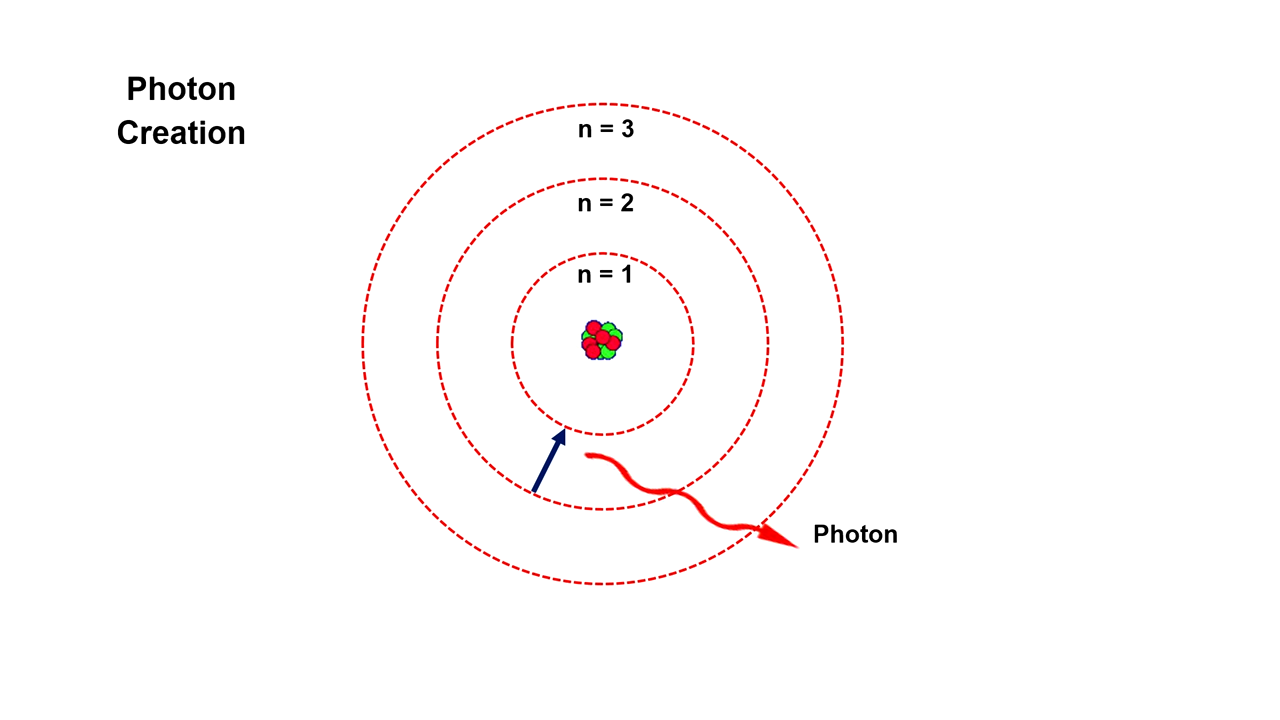 Photon
Creation
n = 3
n = 2
n = 1
Photon